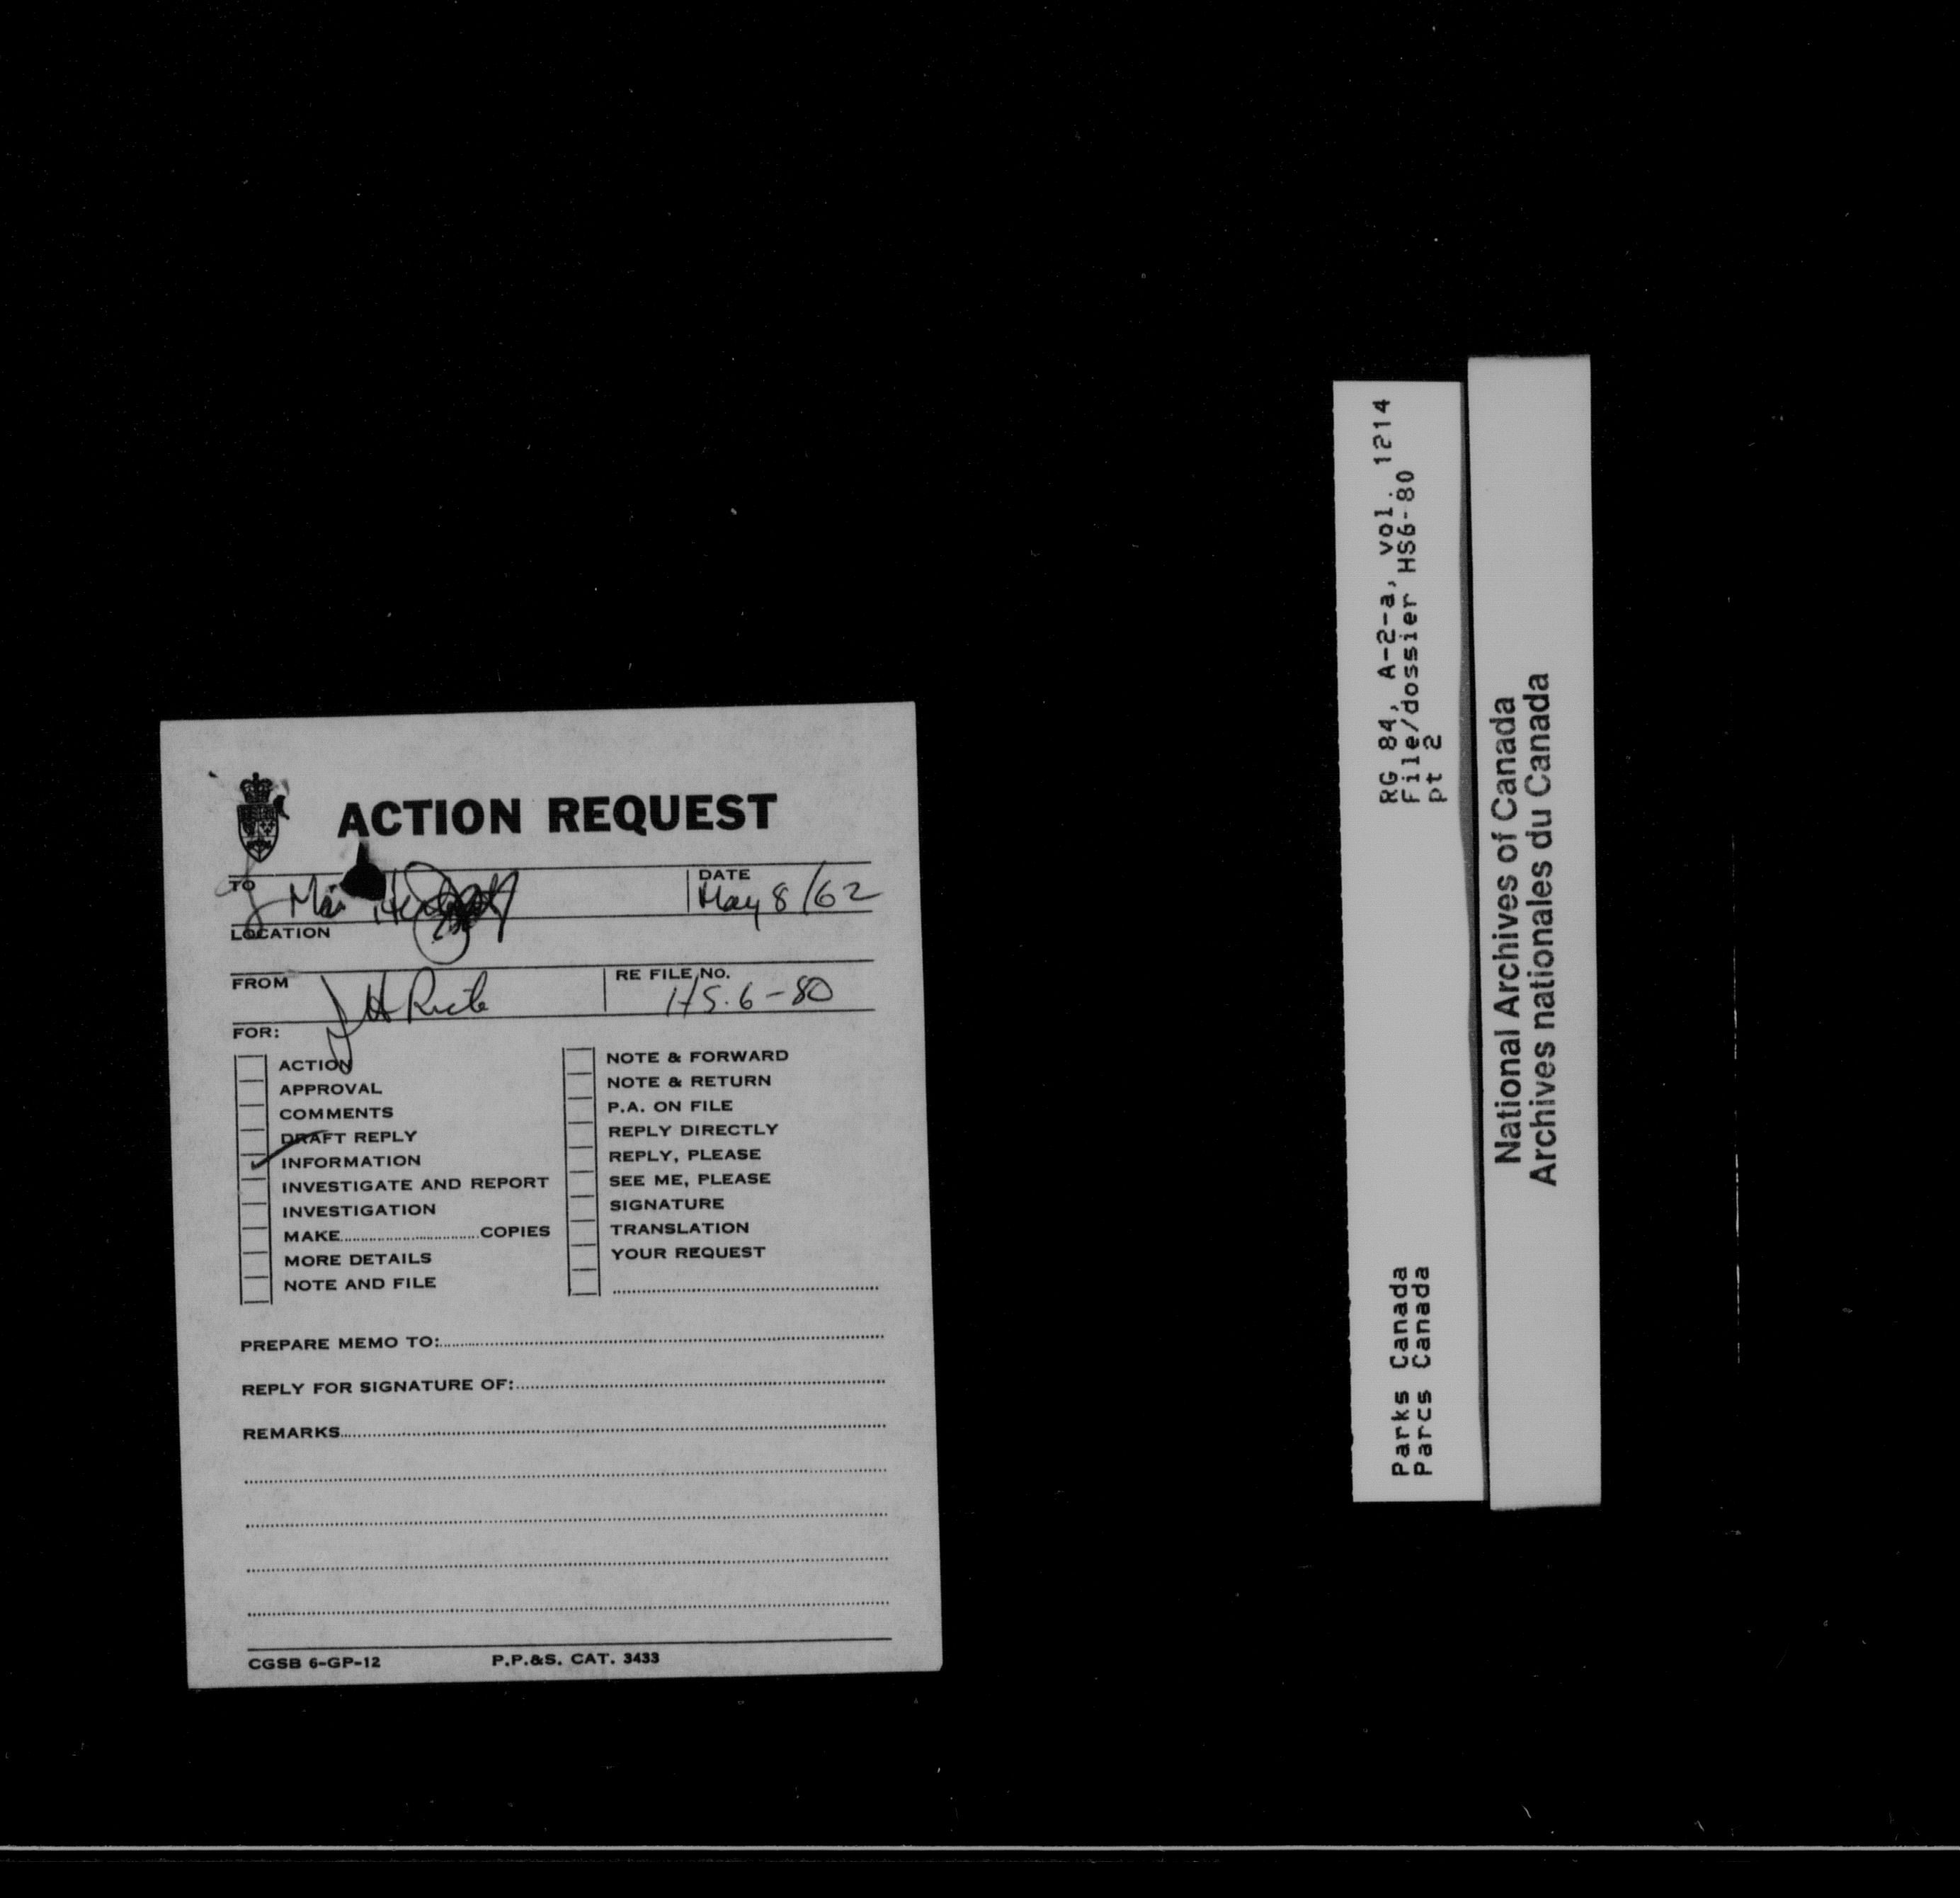 ACTION REQUEST
TO
DATE
May 8/62
LOCATION
FROM
RE FILE NO.
HS.6-80
FOR:
ACTION
APPROVAL
COMMENTS
DRAFT REPLY
INFORMATION
INVESTIGATE AND REPORT
INVESTIGATION
MAKE..............................COPIES
MORE DETAILS
NOTE AND FILE
NOTE & FORWARD
NOTE & RETURN
P.A. ON FILE
REPLY DIRECTLY
REPLY, PLEASE
SEE ME, PLEASE
SIGNATURE
TRANSLATION
YOUR REQUEST
PREPARE MEMO TO:
REPLY FOR SIGNATURE OF:
REMARKS
CGSB 6-GP-12 P.P.&S. CAT. 3433
RG 84, A-2-a, vol. 1214
File/dossier HS6-80
pt 2
Parks Canada
Parcs Canada
National Archives of Canada
Archives nationales du Canada